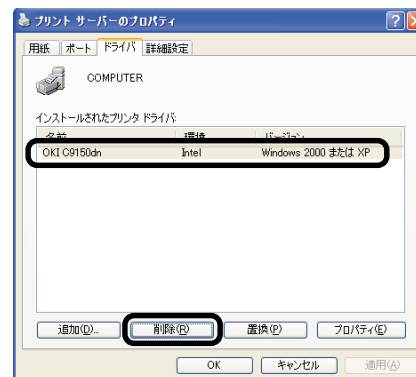 プリント サーバーのプロパティ
用紙 ポート ドライバ 詳細設定
COMPUTER
インストールされたプリンタ ドライバ:
名前 環境 バージョン
OKI C9150dn Intel Windows 2000 または XP
追加(D)... 削除(R) 置換(P) プロパティ(E)
OK キャンセル 適用(A)